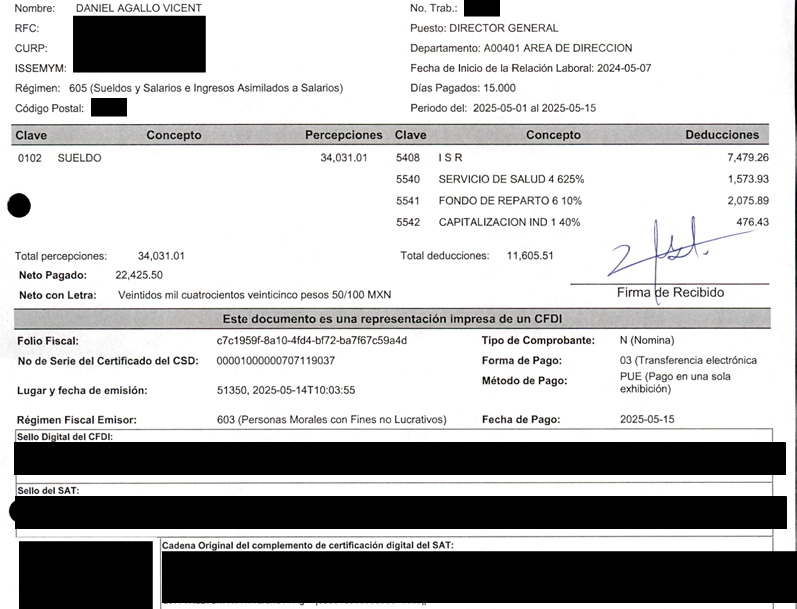 Nombre: DANIEL AGALLO VICENT No. Trab.:
RFC: Puesto: DIRECTOR GENERAL
CURP: Departamento: A00401 AREA DE DIRECCION
ISSEMYM: Fecha de Inicio de la Relación Laboral: 2024-05-07
Régimen: 605 (Sueldos y Salarios e Ingresos Asimilados a Salarios) Días Pagados: 15.000
Código Postal: Periodo del: 2025-05-01 al 2025-05-15
Clave Concepto Percepciones Clave Concepto Deducciones
0102 SUELDO 34,031.01 5408 I S R 7,479.26
5540 SERVICIO DE SALUD 4 625% 1,573.93
5541 FONDO DE REPARTO 6 10% 2,075.89
5542 CAPITALIZACION IND 1 40% 476.43
Total percepciones: 34,031.01 Total deducciones: 11,605.51
Neto Pagado: 22,425.50
Neto con Letra: Veintidos mil cuatrocientos veinticinco pesos 50/100 MXN Firma de Recibido
Este documento es una representación impresa de un CFDI
Folio Fiscal: c7c1959f-8a10-4fd4-bf72-ba7f67c59a4d Tipo de Comprobante: N (Nomina)
No de Serie del Certificado del CSD: 00001000000707119037 Forma de Pago: 03 (Transferencia electrónica
Método de Pago: PUE (Pago en una sola
exhibición)
Lugar y fecha de emisión: 51350, 2025-05-14T10:03:55
Régimen Fiscal Emisor: 603 (Personas Morales con Fines no Lucrativos) Fecha de Pago: 2025-05-15
Sello Digital del CFDI:
Sello del SAT:
Cadena Original del complemento de certificación digital del SAT: